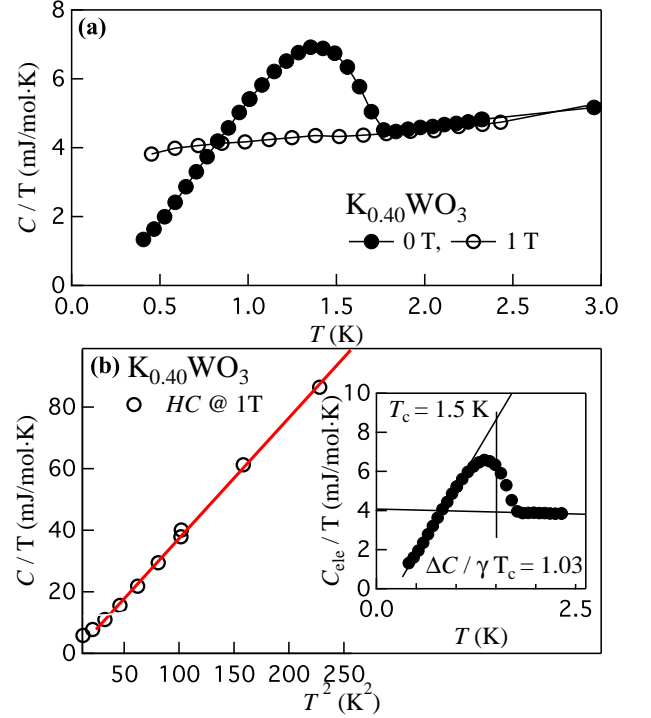 (a)
8
6
4
2
0
C / T (mJ/mol·K)
K0.40WO3
0 T, 1 T
0.0 0.5 1.0 1.5 2.0 2.5 3.0
T (K)
(b) K0.40WO3
HC @ 1T
80
60
40
20
0
C / T (mJ/mol·K)
50 100 150 200 250
T 2 (K2)
10
8
6
4
2
0
Cele / T (mJ/mol·K)
Tc = 1.5 K
ΔC / γ Tc = 1.03
0.0 2.5
T (K)